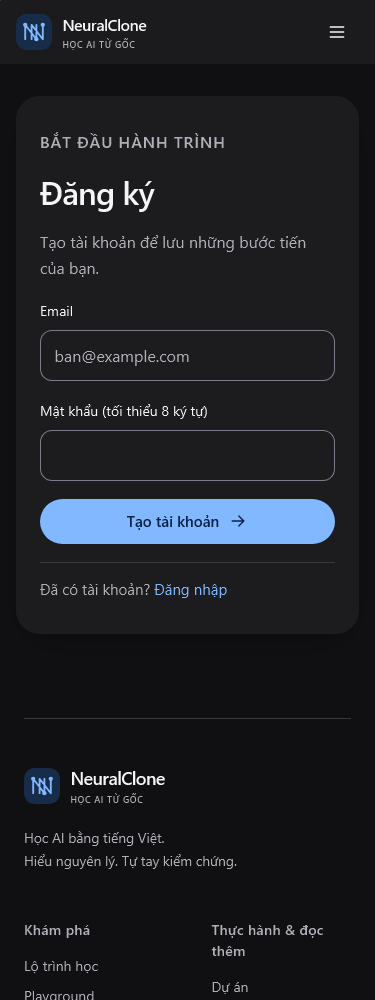 NeuralClone
HỌC AI TỪ GỐC
BẮT ĐẦU HÀNH TRÌNH
Đăng ký
Tạo tài khoản để lưu những bước tiến
của bạn.
Email
ban@example.com
Mật khẩu (tối thiểu 8 ký tự)
Tạo tài khoản →
Đã có tài khoản? Đăng nhập
NeuralClone
HỌC AI TỪ GỐC
Học AI bằng tiếng Việt.
Hiểu nguyên lý. Tự tay kiểm chứng.
Khám phá
Lộ trình học
Playground
Thực hành & đọc
thêm
Dự án